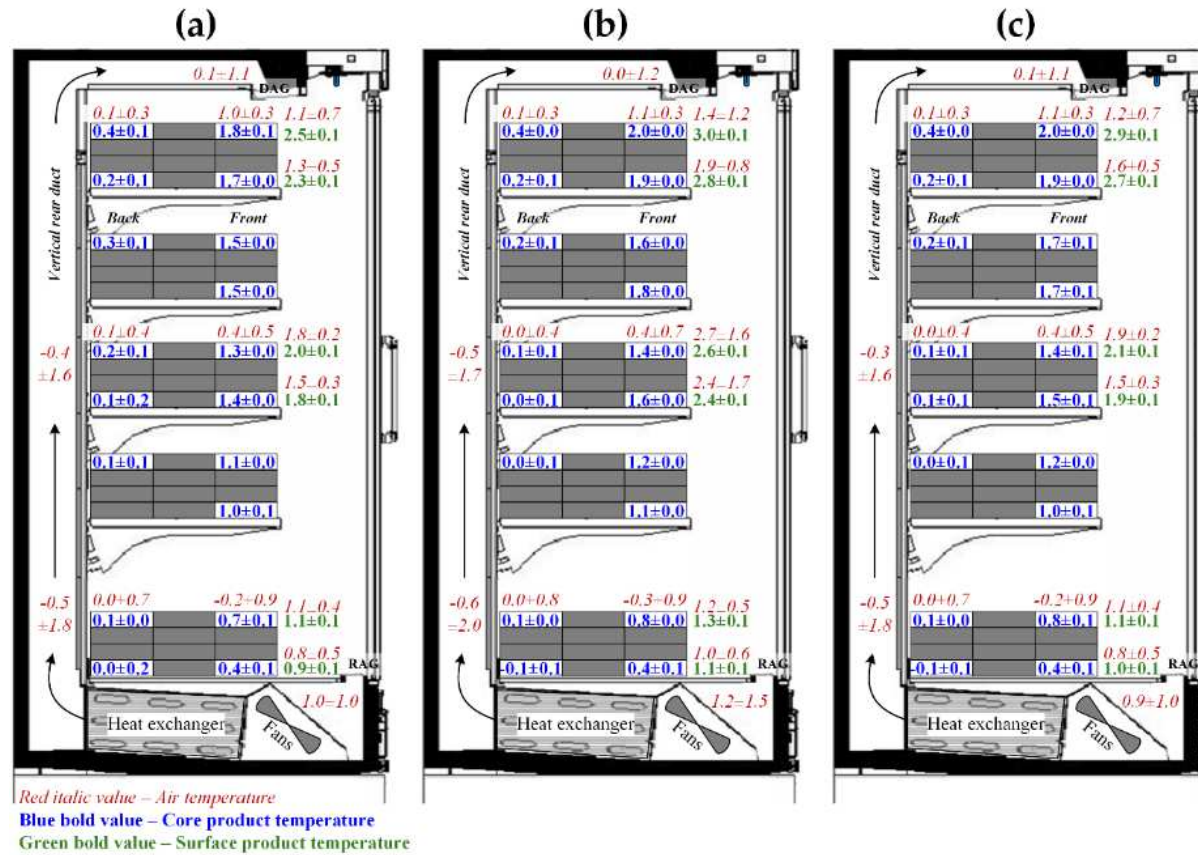 (a) (b) (c)
0.1±1.1 0.0±1.2 0.1±1.1
DAG DAG DAG
0.1±0.3 1.0±0.3 1.1±0.7 0.1±0.3 1.1±0.3 1.4±1.2 0.1±0.3 1.1±0.3 1.2±0.7
0.4±0.1 1.8±0.1 2.5±0.1 0.4±0.0 2.0±0.0 3.0±0.1 0.4±0.0 2.0±0.0 2.9±0.1
1.3±0.5 1.9±0.8 1.6±0.5
0.2±0.1 1.7±0.0 2.3±0.1 0.2±0.1 1.9±0.0 2.8±0.1 0.2±0.1 1.9±0.0 2.7±0.1
Vertical rear duct Vertical rear duct Vertical rear duct
Back Front Back Front Back Front
0.3±0.1 1.5±0.0 0.2±0.1 1.6±0.0 0.2±0.1 1.7±0.1
1.5±0.0 1.8±0.0 1.7±0.1
0.1±0.4 0.4±0.5 1.8±0.2 0.0±0.4 0.4±0.7 2.7±1.6 0.0±0.4 0.4±0.5 1.9±0.2
-0.4 ±1.6 0.2±0.1 1.3±0.0 2.0±0.1 -0.5 ±1.7 0.1±0.1 1.4±0.0 2.6±0.1 -0.3 ±1.6 0.1±0.1 1.4±0.1 2.1±0.1
1.5±0.3 2.4±1.7 1.5±0.3
0.1±0.2 1.4±0.0 1.8±0.1 0.0±0.1 1.6±0.0 2.4±0.1 0.1±0.1 1.5±0.1 1.9±0.1
0.1±0.1 1.1±0.0 0.0±0.1 1.2±0.0 0.0±0.1 1.2±0.0
1.0±0.1 1.1±0.0 1.0±0.1
-0.5 ±1.8 0.0±0.7 -0.2±0.9 1.1±0.4 -0.6 ±2.0 0.0±0.8 -0.3±0.9 1.2±0.5 -0.5 ±1.8 0.0±0.7 -0.2±0.9 1.1±0.4
0.1±0.0 0.7±0.1 1.1±0.1 0.1±0.0 0.8±0.0 1.3±0.1 0.1±0.0 0.8±0.1 1.1±0.1
0.8±0.5 1.0±0.6 0.8±0.5
0.0±0.2 0.4±0.1 0.9±0.1 -0.1±0.1 0.4±0.1 1.1±0.1 -0.1±0.1 0.4±0.1 1.0±0.1
RAG RAG RAG
1.0±1.0 1.2±1.5 0.9±1.0
Heat exchanger Fans Heat exchanger Fans Heat exchanger Fans
Red italic value – Air temperature
Blue bold value – Core product temperature
Green bold value – Surface product temperature